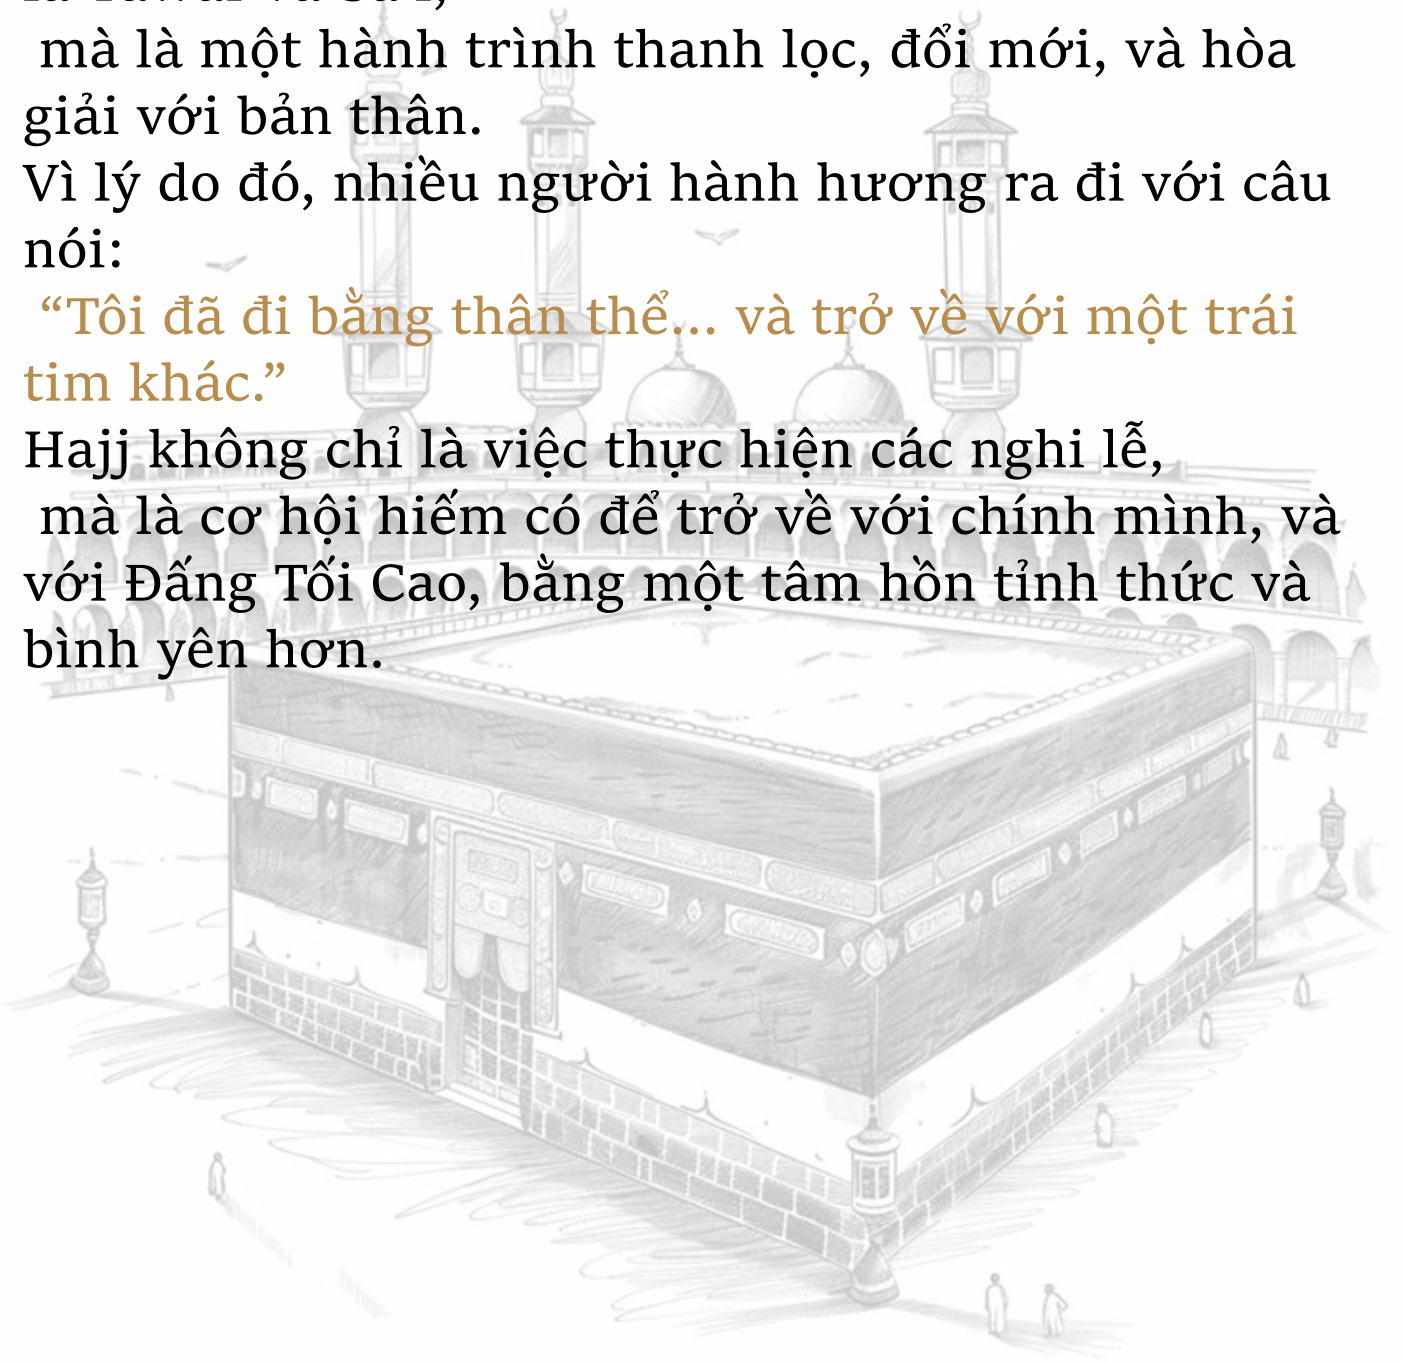 mà là một hành trình thanh lọc, đổi mới, và hòa
giải với bản thân.
Vì lý do đó, nhiều người hành hương ra đi với câu
nói:
“Tôi đã đi bằng thân thể... và trở về với một trái
tim khác.”
Hajj không chỉ là việc thực hiện các nghi lễ,
mà là cơ hội hiếm có để trở về với chính mình, và
với Đấng Tối Cao, bằng một tâm hồn tỉnh thức và
bình yên hơn.